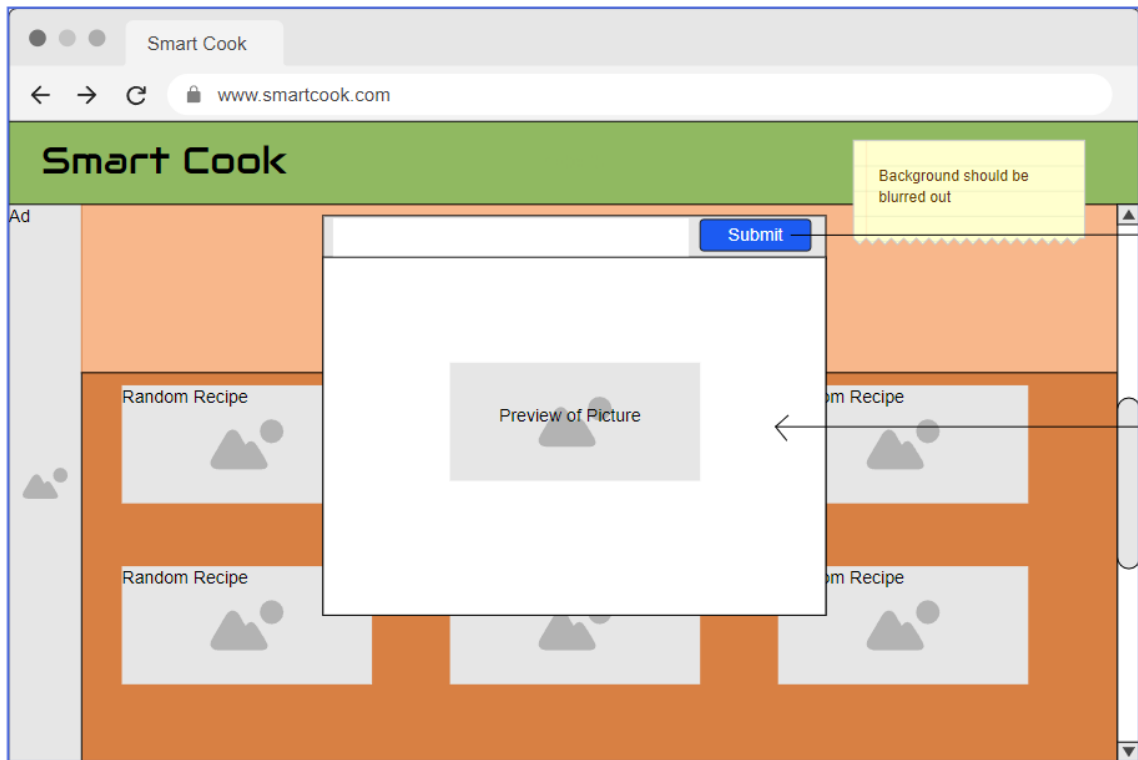 Smart Cook
www.smartcook.com
Smart Cook
Background should be
blurred out
Ad
Submit
Random Recipe
Preview of Picture
om Recipe
Random Recipe
om Recipe